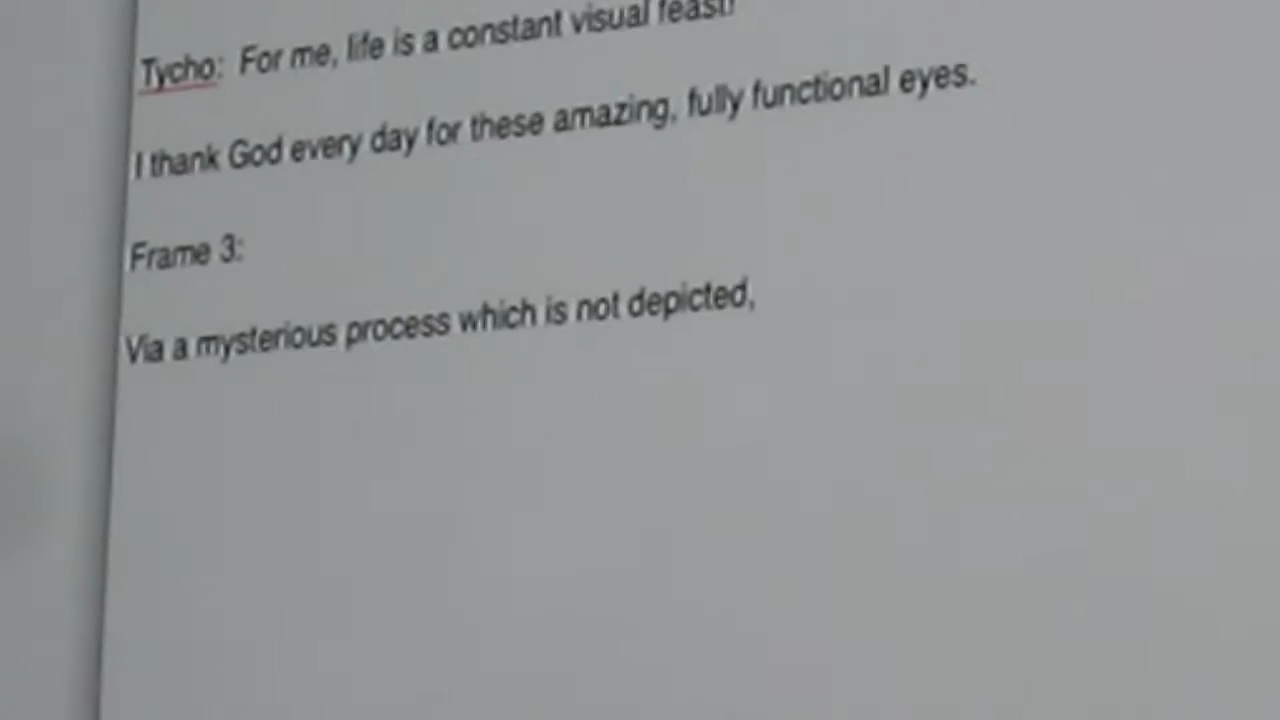 Tycho: For me, life is a constant visual feast!
I thank God every day for these amazing, fully functional eyes.
Frame 3:
Via a mysterious process which is not depicted,